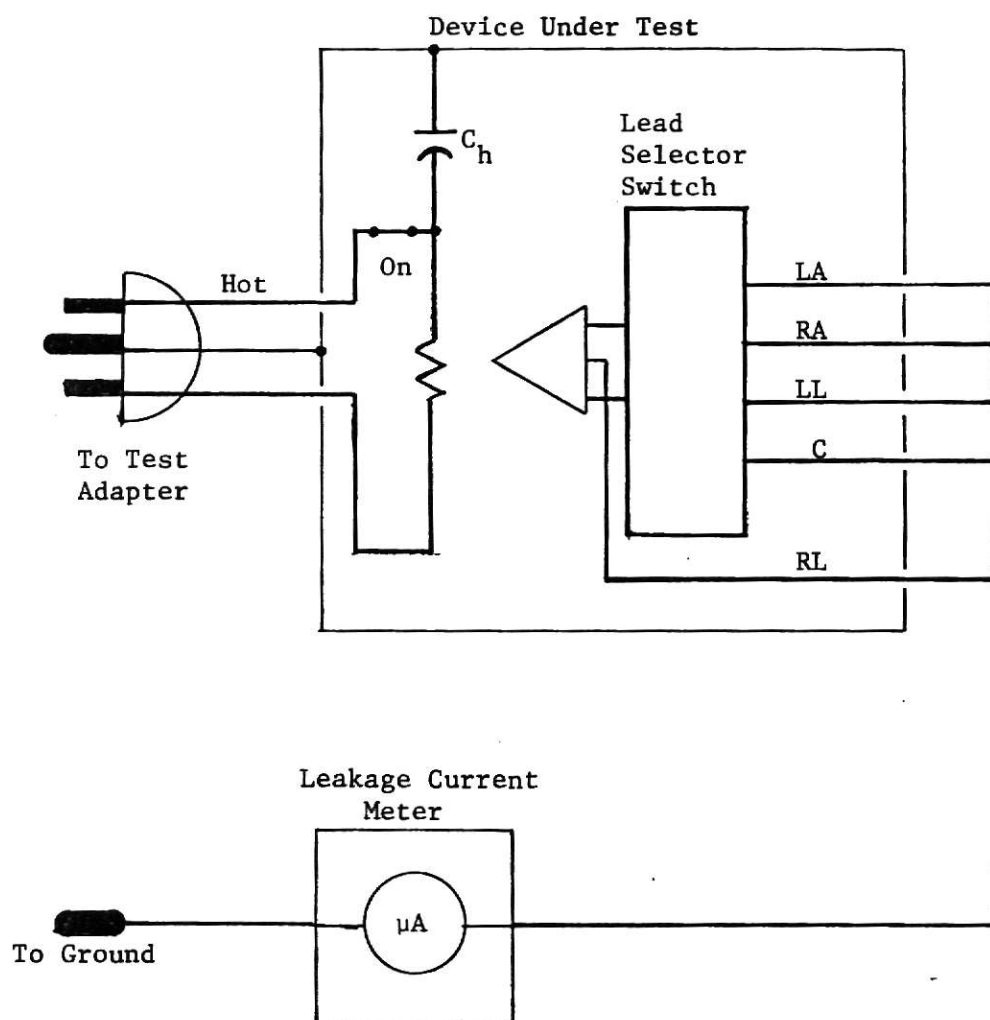 Device Under Test
C_h
Lead
Selector
Switch
Hot
On
LA
RA
LL
C
RL
To Test
Adapter
Leakage Current
Meter
µA
To Ground